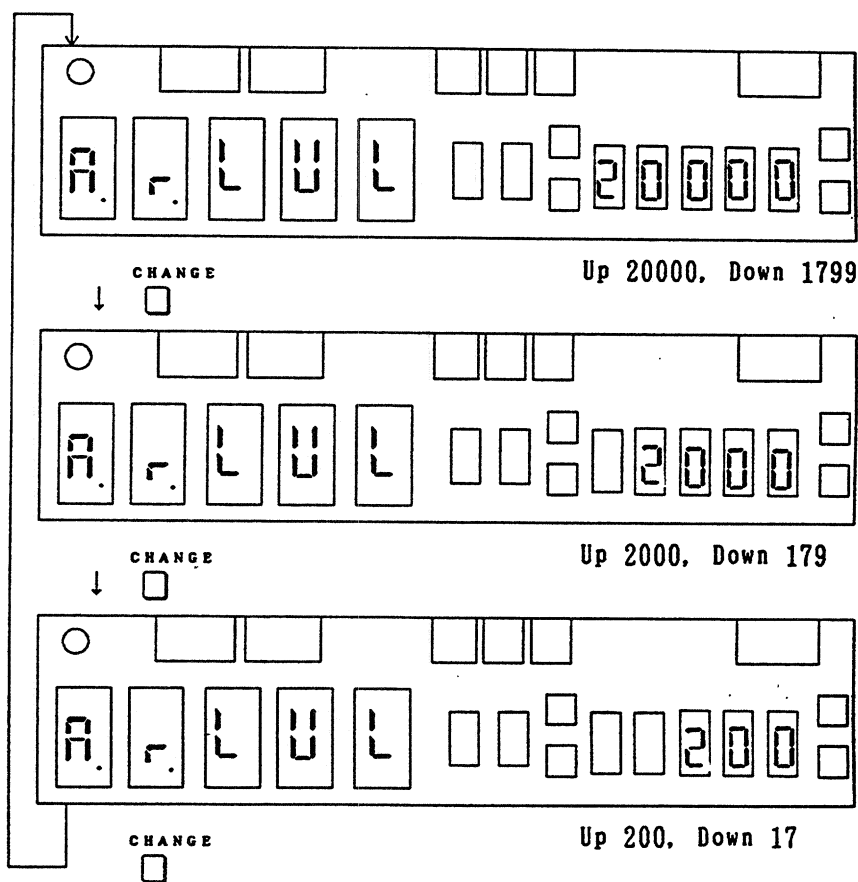 A. r. L U L 20000
Up 20000, Down 1799
CHANGE
↓
A. r. L U L 2000
Up 2000, Down 179
CHANGE
↓
A. r. L U L 200
Up 200, Down 17
CHANGE